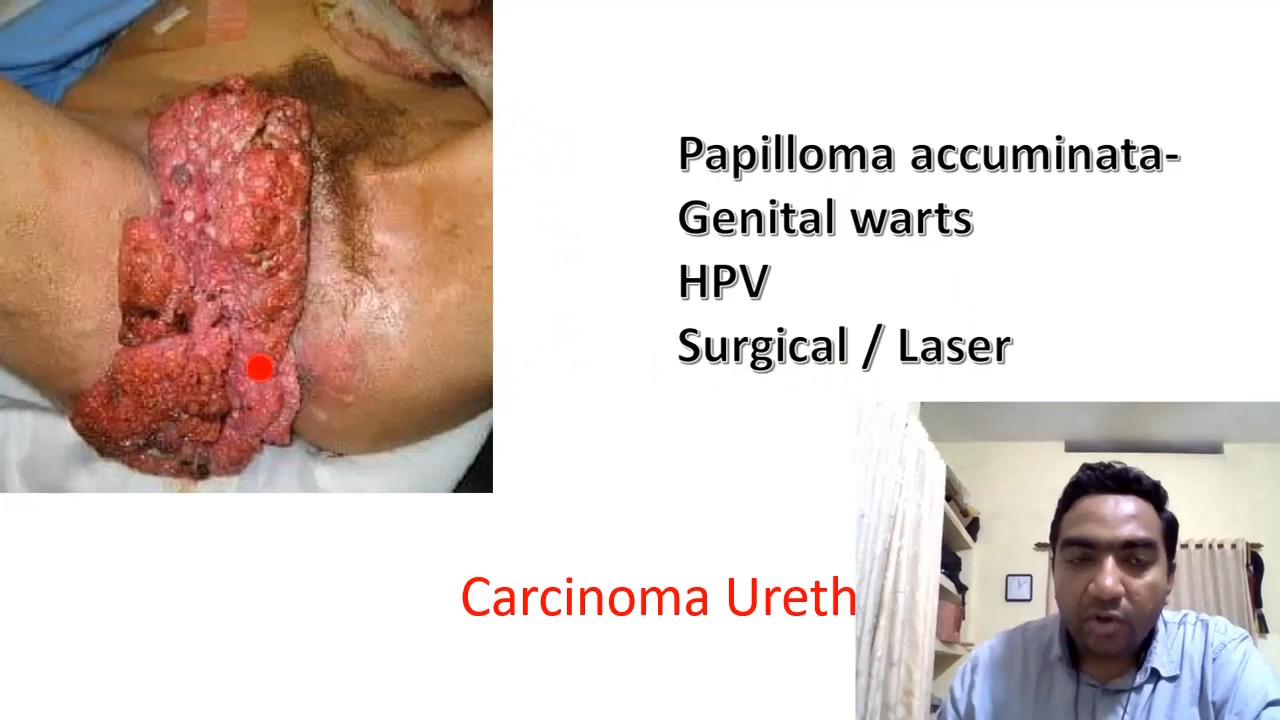 Papilloma accuminata-
Genital warts
HPV
Surgical / Laser
Carcinoma Ureth